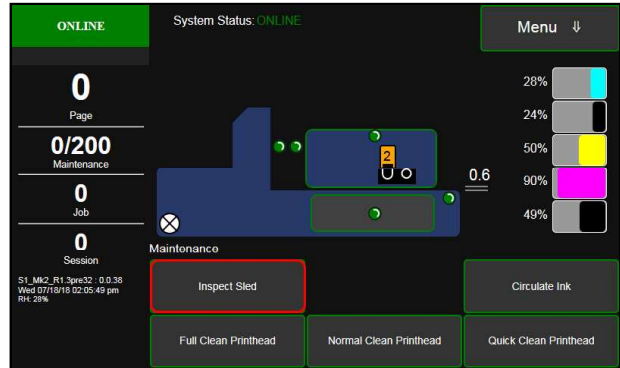 ONLINE
System Status: ONLINE
Menu ⇓
0
Page
0/200
Maintenance
0
Job
0
Session
S1_Mk2_R1.3pre32 : 0.0.38
Wed 07/18/18 02:05:49 pm
RH: 28%
2
0.6
28%
24%
50%
90%
49%
Maintenance
Inspect Sled
Circulate Ink
Full Clean Printhead
Normal Clean Printhead
Quick Clean Printhead